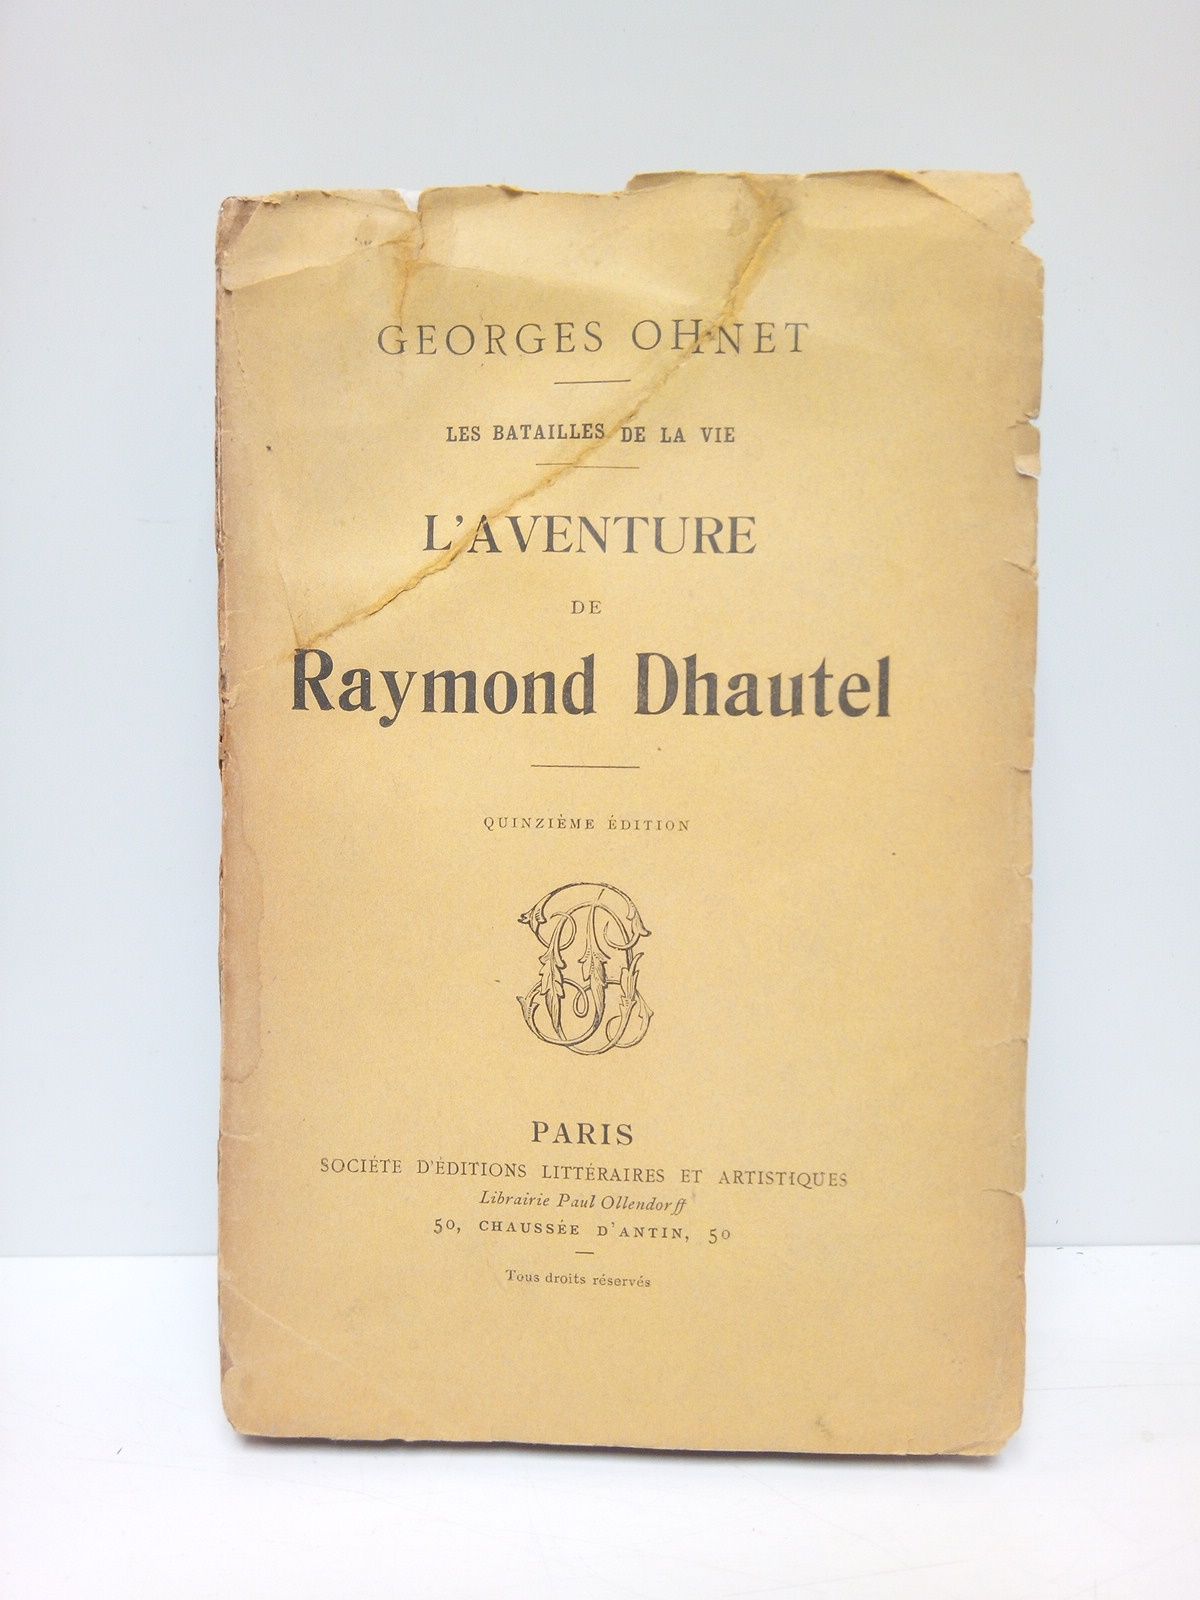 GEORGES OHNET
LES BATAILLES DE LA VIE
L'AVENTURE
DE
Raymond Dhautel
QUINZIÈME ÉDITION
PARIS
SOCIÉTÉ D'ÉDITIONS LITTÉRAIRES ET ARTISTIQUES
Librairie Paul Ollendorff
50, CHAUSSÉE D'ANTIN, 50
Tous droits réservés